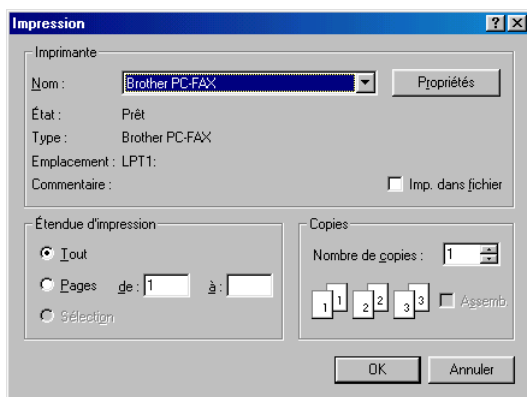 Impression
Imprimante
Nom : Brother PC-FAX Propriétés
État : Prêt
Type : Brother PC-FAX
Emplacement : LPT1:
Commentaire : Imp. dans fichier
Étendue d'impression
Tout
Pages de : 1 à :
Sélection
Copies
Nombre de copies : 1
1 1 2 2 3 3 Assemb
OK Annuler